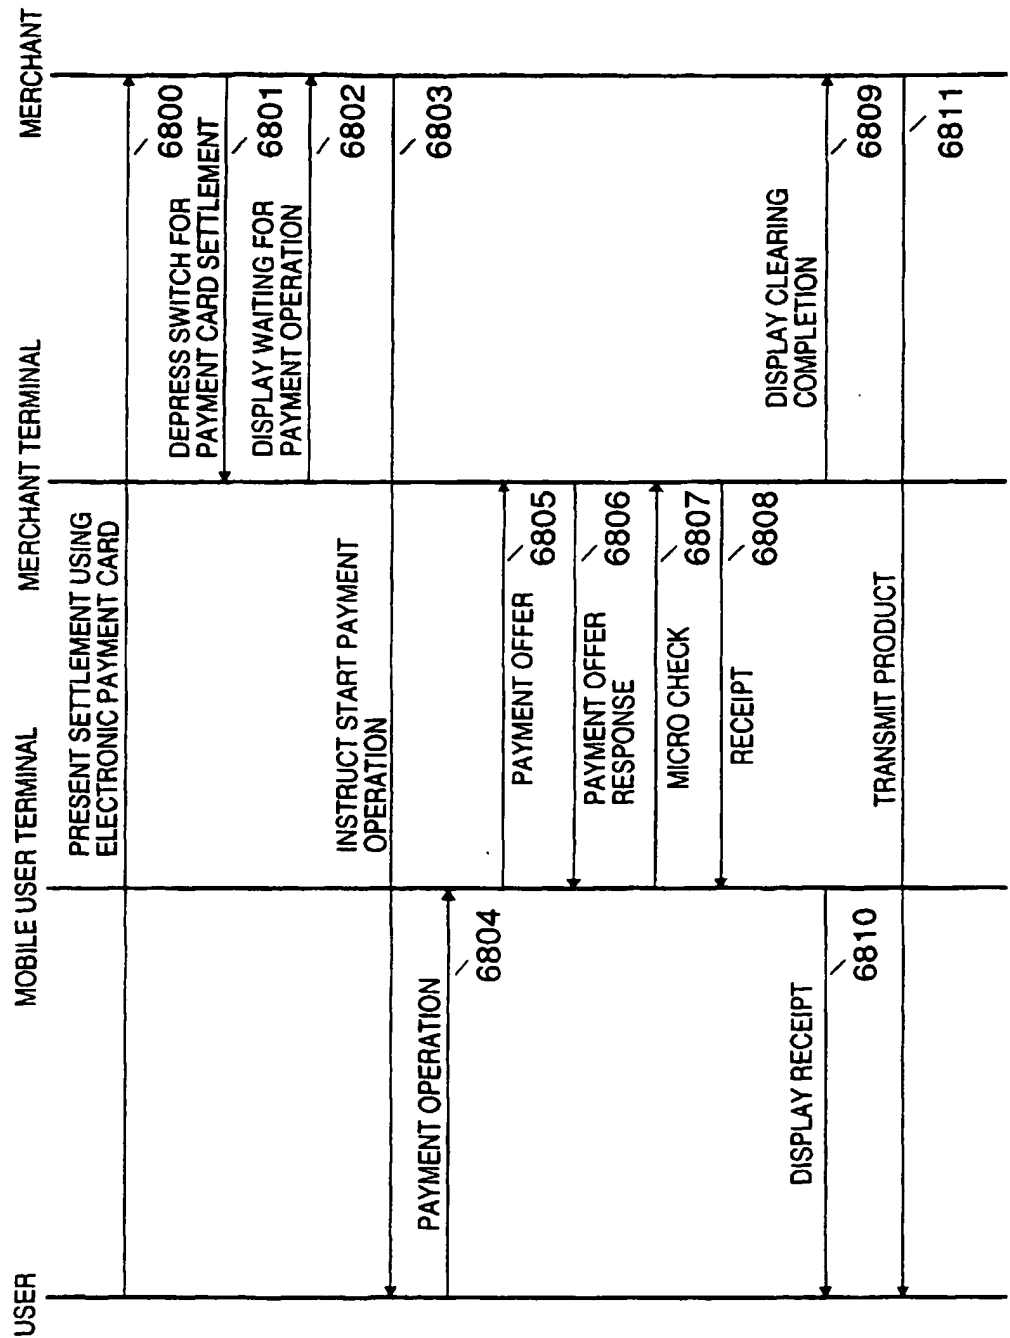 USER
MOBILE USER TERMINAL
MERCHANT TERMINAL
MERCHANT
PRESENT SETTLEMENT USING
ELECTRONIC PAYMENT CARD
6800
DEPRESS SWITCH FOR
PAYMENT CARD SETTLEMENT
6801
DISPLAY WAITING FOR
PAYMENT OPERATION
6802
INSTRUCT START PAYMENT
OPERATION
6803
PAYMENT OPERATION
6804
PAYMENT OFFER
6805
PAYMENT OFFER
RESPONSE
6806
MICRO CHECK
6807
RECEIPT
6808
DISPLAY CLEARING
COMPLETION
6809
DISPLAY RECEIPT
6810
TRANSMIT PRODUCT
6811